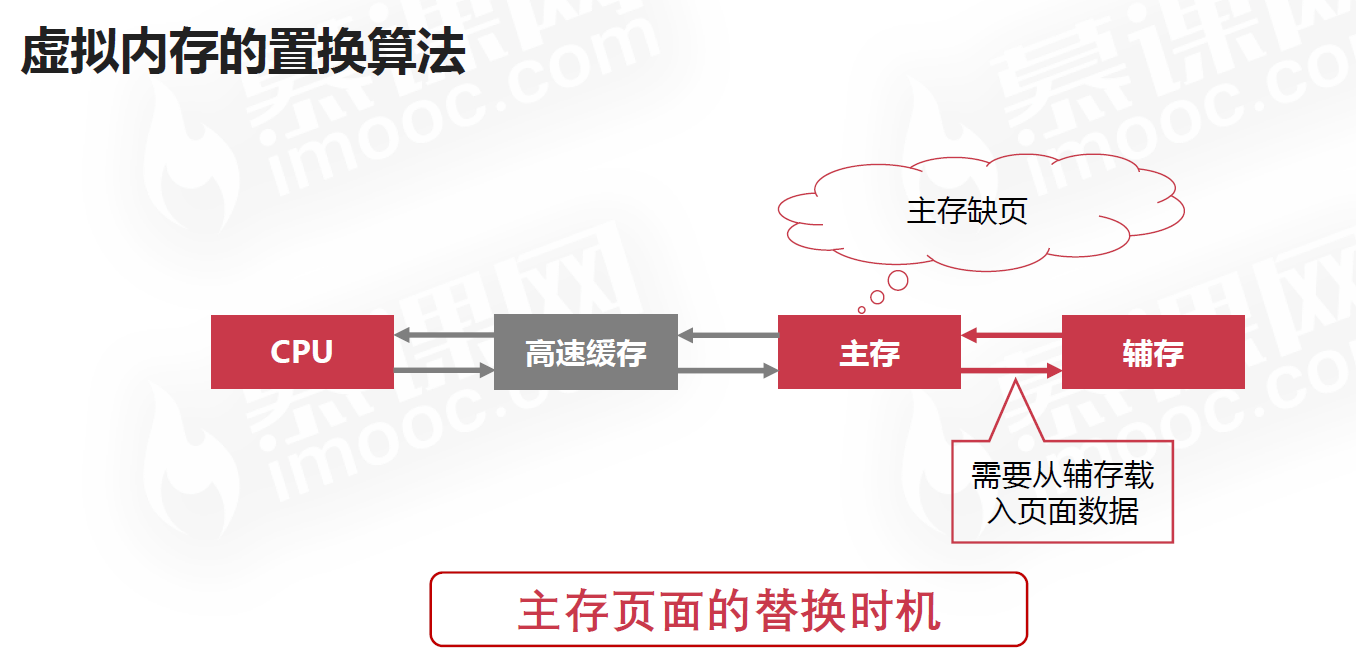 虚拟内存的置换算法
主存缺页
CPU
高速缓存
主存
辅存
需要从辅存载
入页面数据
主存页面的替换时机
慕课网
imooc.com
慕课网
imooc.com
慕课网
imooc.com
慕课网
imooc.com